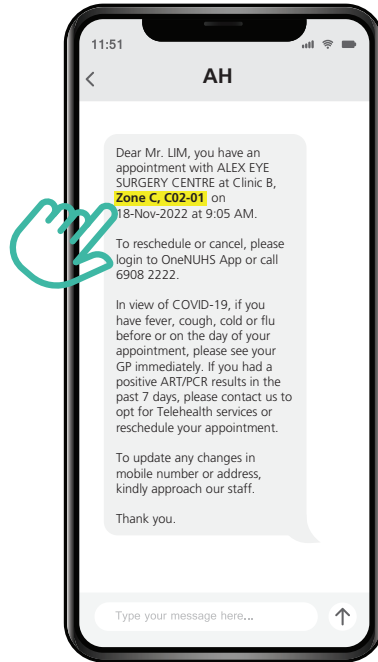 11:51
AH
Dear Mr. LIM, you have an
appointment with ALEX EYE
SURGERY CENTRE at Clinic B,
Zone C, C02-01 on
18-Nov-2022 at 9:05 AM.
To reschedule or cancel, please
login to OneNUHS App or call
6908 2222.
In view of COVID-19, if you
have fever, cough, cold or flu
before or on the day of your
appointment, please see your
GP immediately. If you had a
positive ART/PCR results in the
past 7 days, please contact us to
opt for Telehealth services or
reschedule your appointment.
To update any changes in
mobile number or address,
kindly approach our staff.
Thank you.
Type your message here...